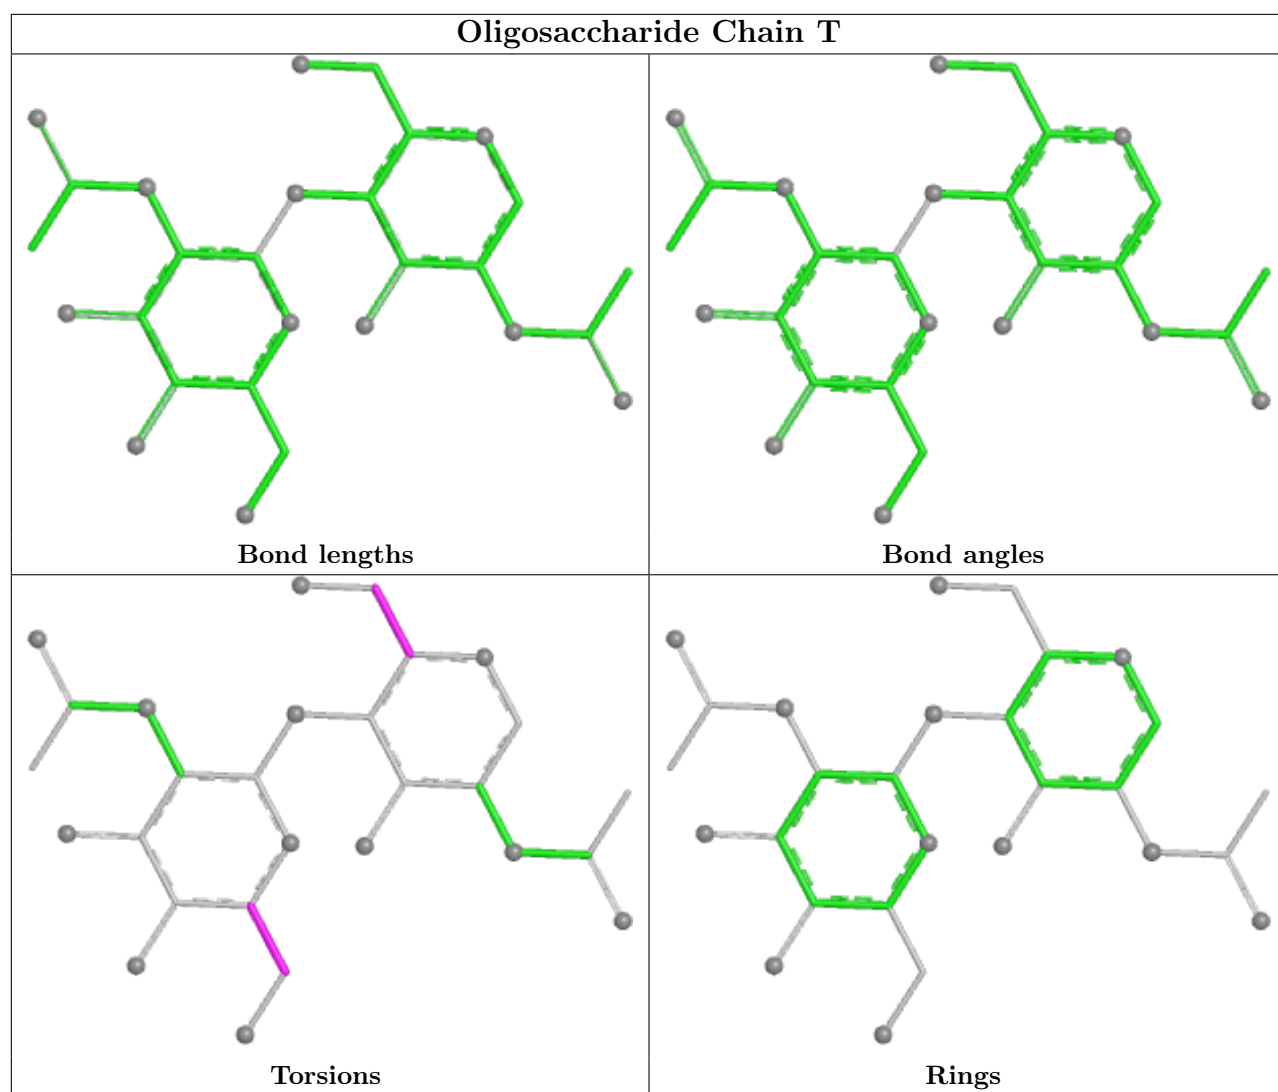 Oligosaccharide Chain T
Bond lengths
Bond angles
Torsions
Rings